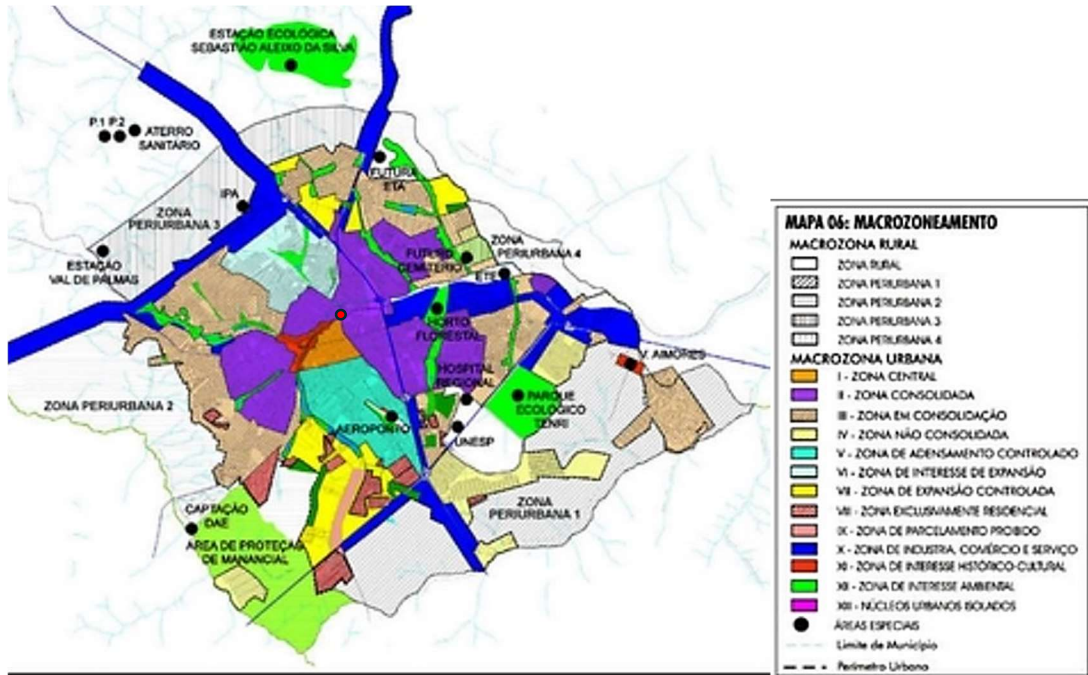 ESTAÇÃO ECOLÓGICA
SEBASTIÃO ALEIXO DA SILVA
P.1 P.2
ATERRO
SANITÁRIO
FUTURA
ETA
IPA
ZONA
PERIURBANA 3
ESTAÇÃO
VAL DE PALMAS
FUTURO
CEMITÉRIO
ZONA
PERIURBANA 4
ETE
HORTO
FLORESTAL
V. AIMORÉS
HOSPITAL
REGIONAL
PARQUE
ECOLÓGICO
TENRI
ZONA PERIURBANA 2
AEROPORTO
UNESP
ZONA
PERIURBANA 1
CAPTAÇÃO
DAE
ÁREA DE PROTEÇÃO
DE MANANCIAL
MAPA 06: MACROZONEAMENTO
MACROZONA RURAL
ZONA RURAL
ZONA PERIURBANA 1
ZONA PERIURBANA 2
ZONA PERIURBANA 3
ZONA PERIURBANA 4
MACROZONA URBANA
I - ZONA CENTRAL
II - ZONA CONSOLIDADA
III - ZONA EM CONSOLIDAÇÃO
IV - ZONA NÃO CONSOLIDADA
V - ZONA DE ADENSAMENTO CONTROLADO
VI - ZONA DE INTERESSE DE EXPANSÃO
VII - ZONA DE EXPANSÃO CONTROLADA
VIII - ZONA EXCLUSIVAMENTE RESIDENCIAL
IX - ZONA DE PARCELAMENTO PROIBIDO
X - ZONA DE INDUSTRIA, COMÉRCIO E SERVIÇO
XI - ZONA DE INTERESSE HISTÓRICO-CULTURAL
XII - ZONA DE INTERESSE AMBIENTAL
XIII - NÚCLEOS URBANOS ISOLADOS
ÁREAS ESPECIAIS
Limite de Município
Perímetro Urbano